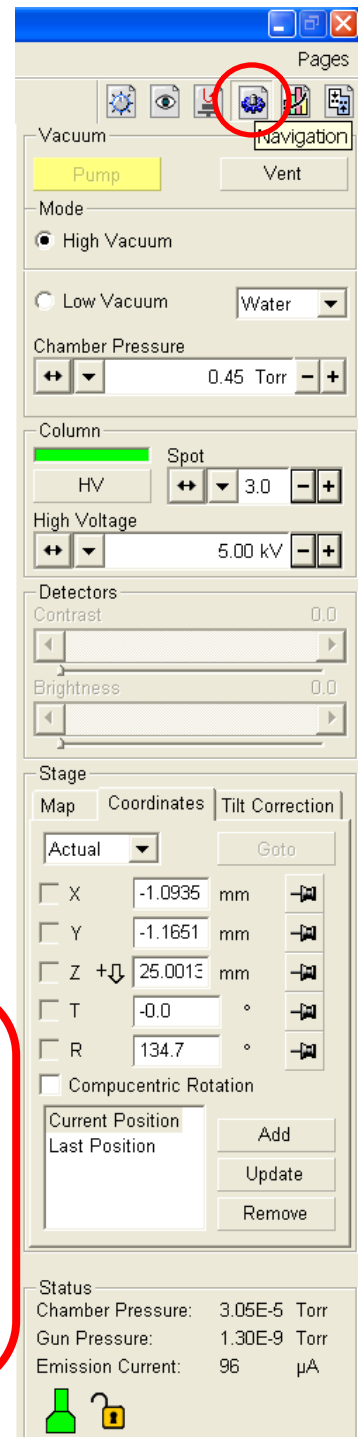 Pages
Navigation
Vacuum
Pump Vent
Mode
High Vacuum
Low Vacuum Water
Chamber Pressure
0.45 Torr - +
Column
Spot
HV 3.0 - +
High Voltage
5.00 kV - +
Detectors
Contrast 0.0
Brightness 0.0
Stage
Map Coordinates Tilt Correction
Actual Goto
X -1.0935 mm
Y -1.1651 mm
Z + 25.0013 mm
T -0.0 °
R 134.7 °
Compucentric Rotation
Current Position
Last Position
Add
Update
Remove
Status
Chamber Pressure: 3.05E-5 Torr
Gun Pressure: 1.30E-9 Torr
Emission Current: 96 µA